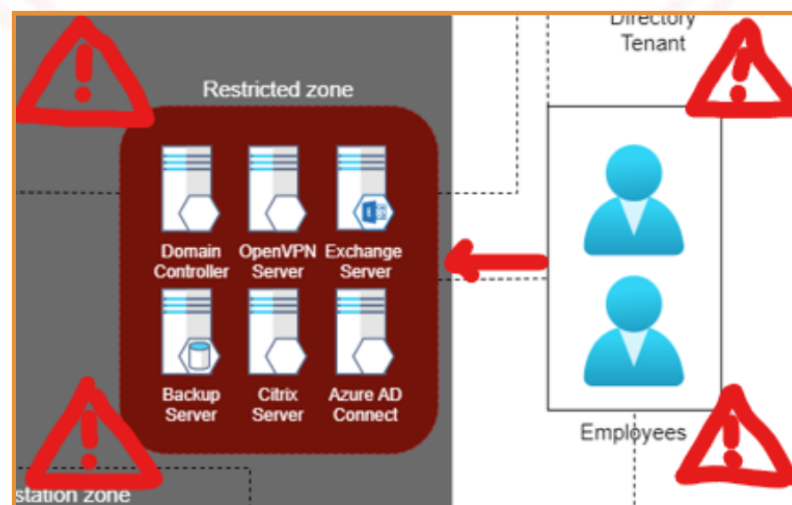 Directory
Tenant
Restricted zone
Domain
Controller
OpenVPN
Server
Exchange
Server
Backup
Server
Citrix
Server
Azure AD
Connect
Employees
station zone